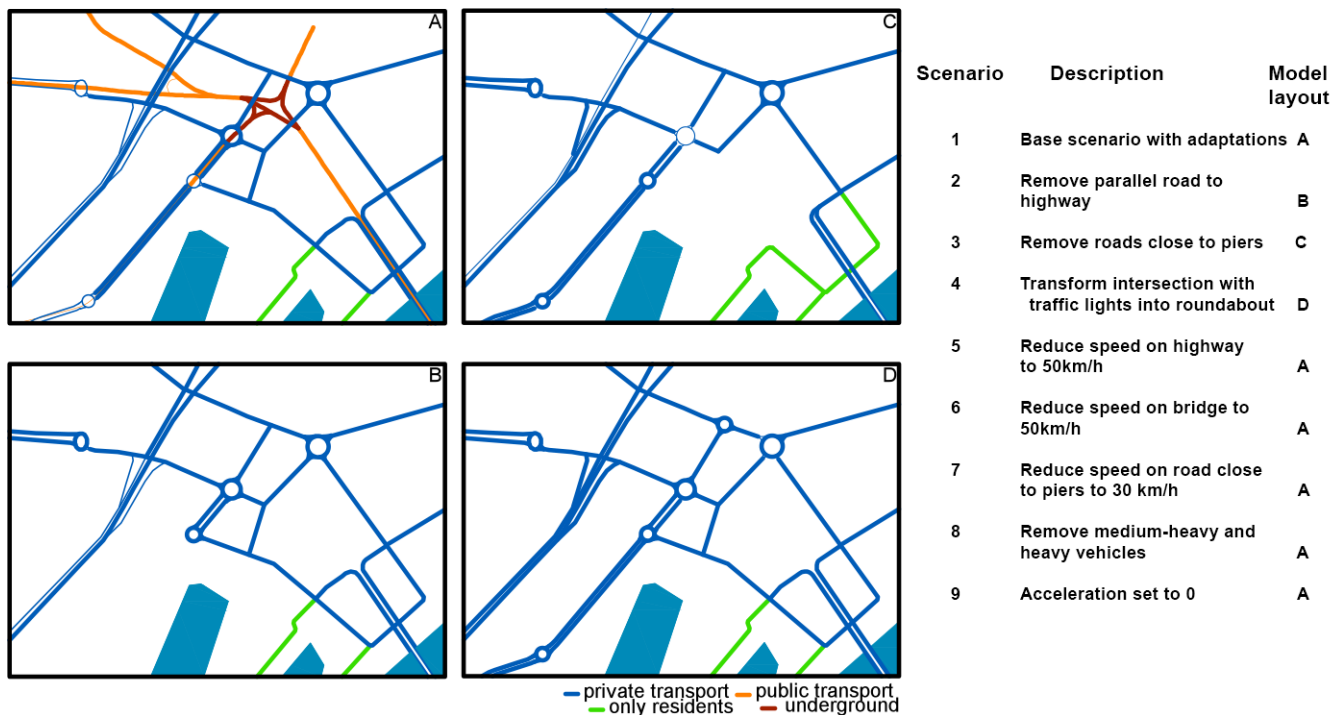 A
C
B
D
private transport
public transport
only residents
underground
Scenario Description Model
layout
1 Base scenario with adaptations A
2 Remove parallel road to
highway B
3 Remove roads close to piers C
4 Transform intersection with
traffic lights into roundabout D
5 Reduce speed on highway
to 50km/h A
6 Reduce speed on bridge to
50km/h A
7 Reduce speed on road close
to piers to 30 km/h A
8 Remove medium-heavy and
heavy vehicles A
9 Acceleration set to 0 A